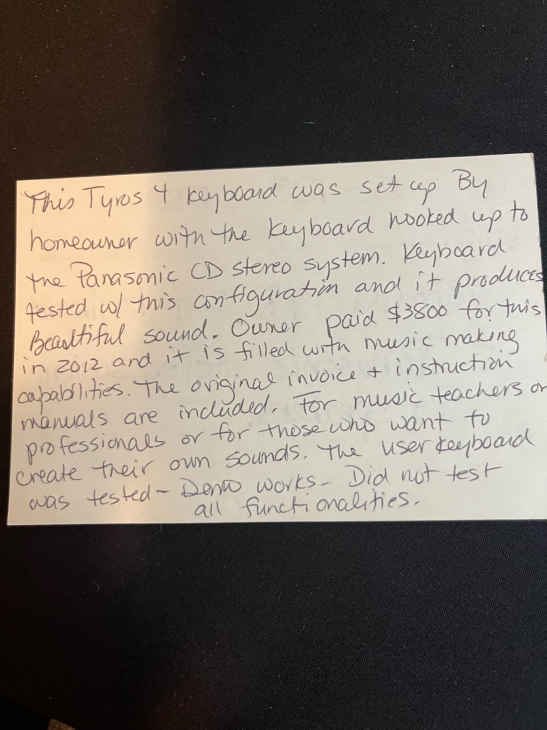 This Tyros 4 keyboard was set up By
homeowner with the keyboard hooked up to
the Panasonic CD stereo system. Keyboard
tested w/ this configuration and it produces
Beautiful sound. Owner paid $3800 for this
in 2012 and it is filled with music making
capabilities. The original invoice + instruction
manuals are included. For music teachers or
professionals or for those who want to
create their own sounds. The user keyboard
was tested - Demo works - Did not test
all functionalities.